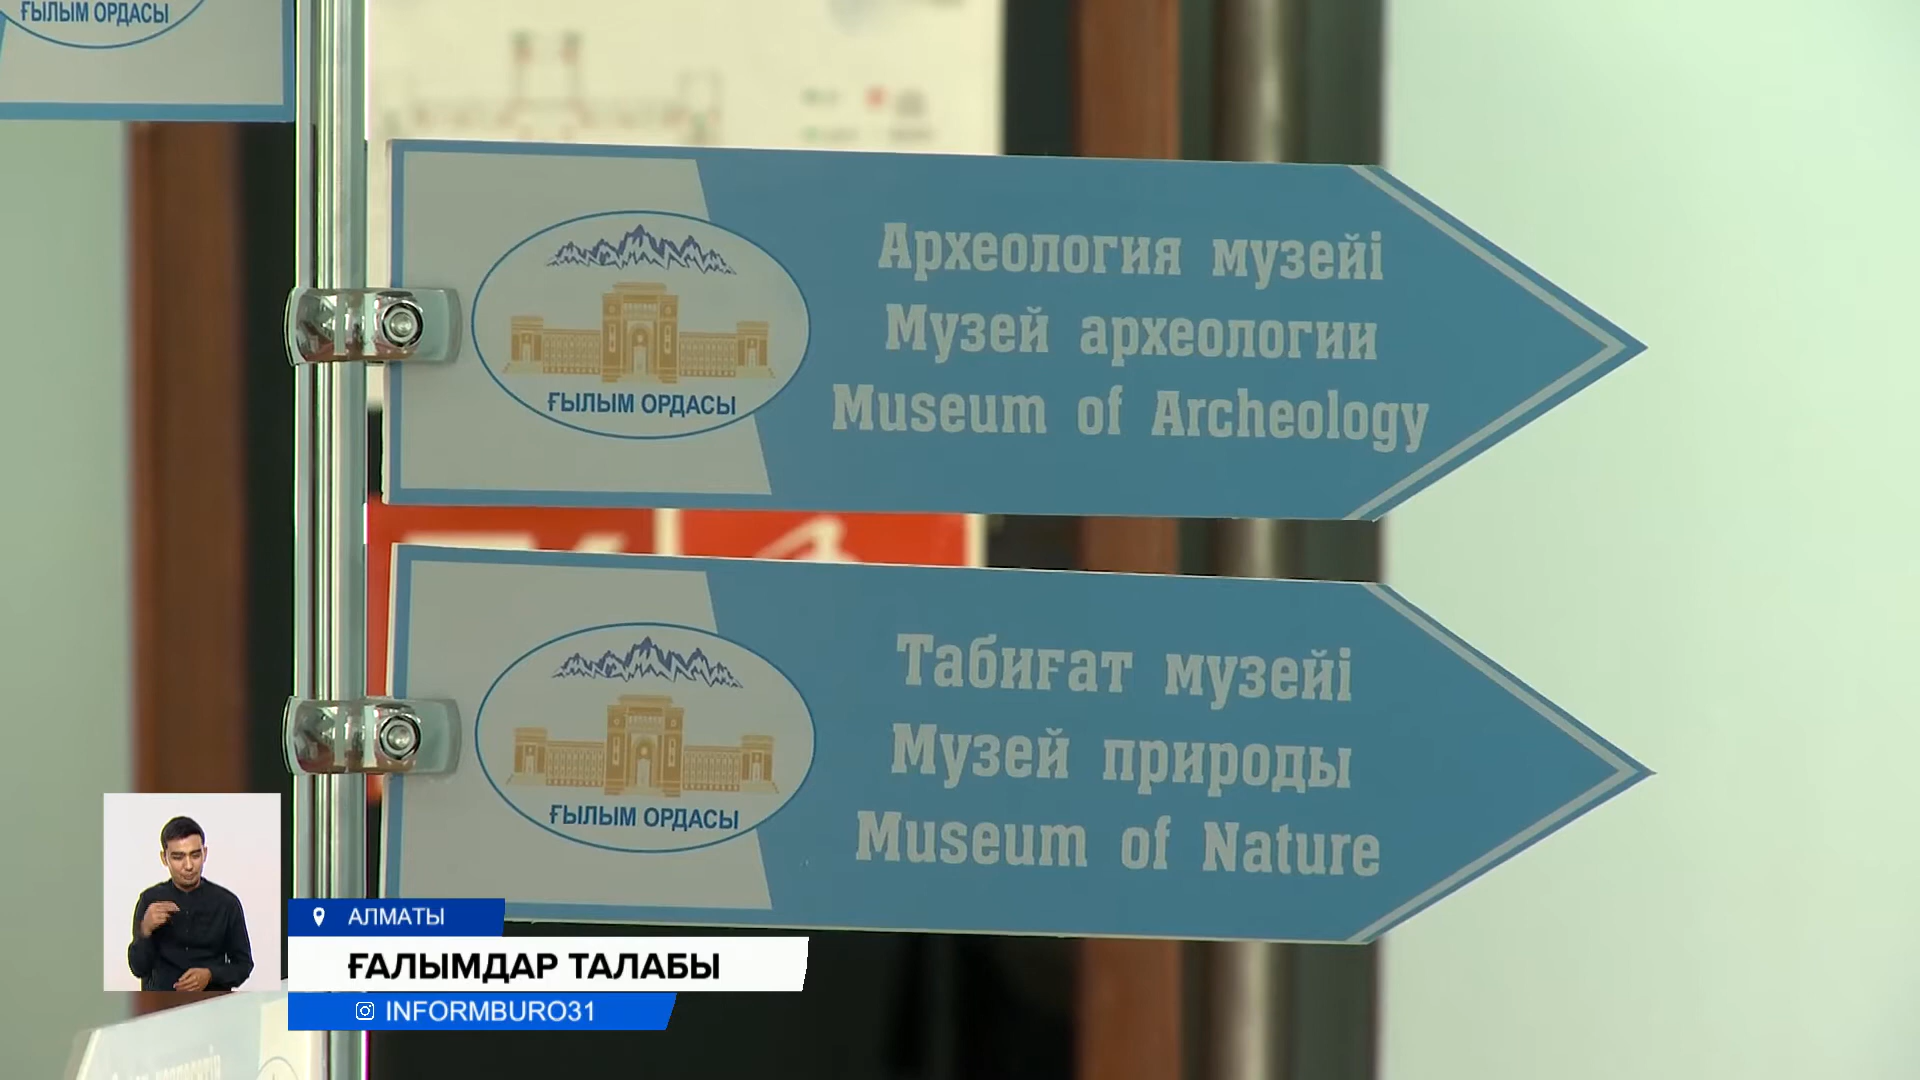 ҒЫЛЫМ ОРДАСЫ
Археология музейі
Музей археологии
Museum of Archeology
ҒЫЛЫМ ОРДАСЫ
Табиғат музейі
Музей природы
Museum of Nature
ҒЫЛЫМ ОРДАСЫ
АЛМАТЫ
ҒАЛЫМДАР ТАЛАБЫ
INFORMBURO31